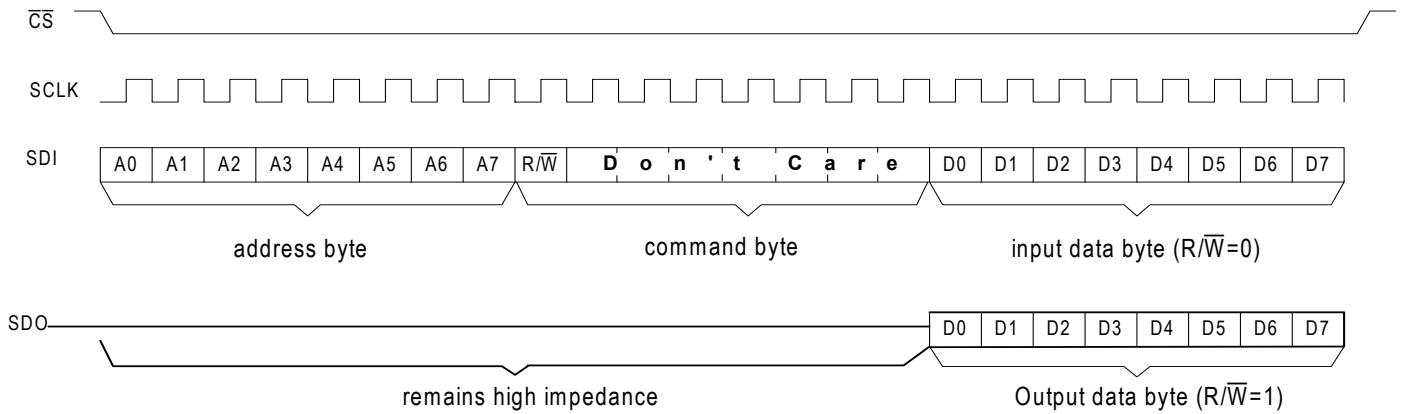 C̅S̅
SCLK
SDI A0 A1 A2 A3 A4 A5 A6 A7 R/W̅ Don't Care D0 D1 D2 D3 D4 D5 D6 D7
address byte command byte input data byte (R/W̅=0)
SDO D0 D1 D2 D3 D4 D5 D6 D7
remains high impedance Output data byte (R/W̅=1)